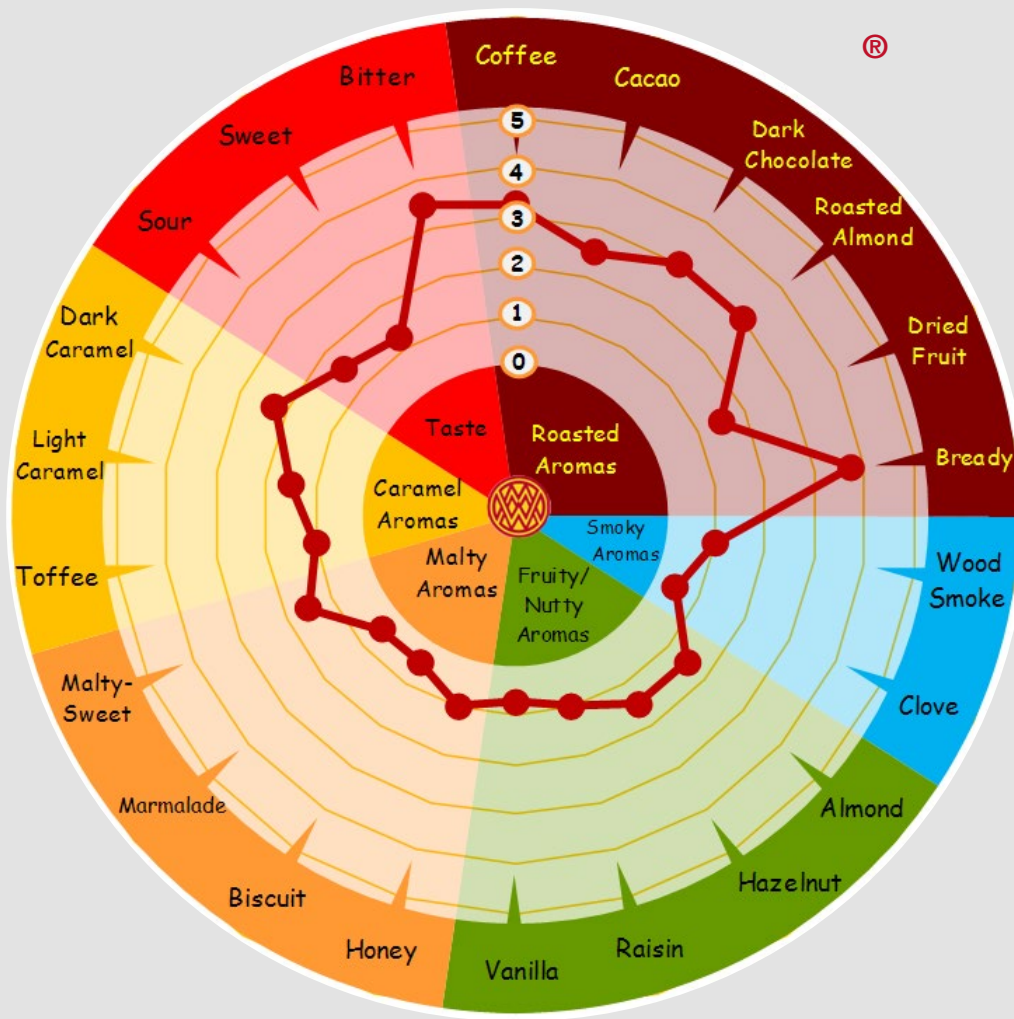 ®
Coffee
Cacao
Dark
Chocolate
Roasted
Almond
Dried
Fruit
Bready
Wood
Smoke
Clove
Almond
Hazelnut
Raisin
Vanilla
Honey
Biscuit
Marmalade
Malty-
Sweet
Toffee
Light
Caramel
Dark
Caramel
Sour
Sweet
Bitter
5
4
3
2
1
0
Taste
Roasted
Aromas
Caramel
Aromas
Smoky
Aromas
Malty
Aromas
Fruity/
Nutty
Aromas